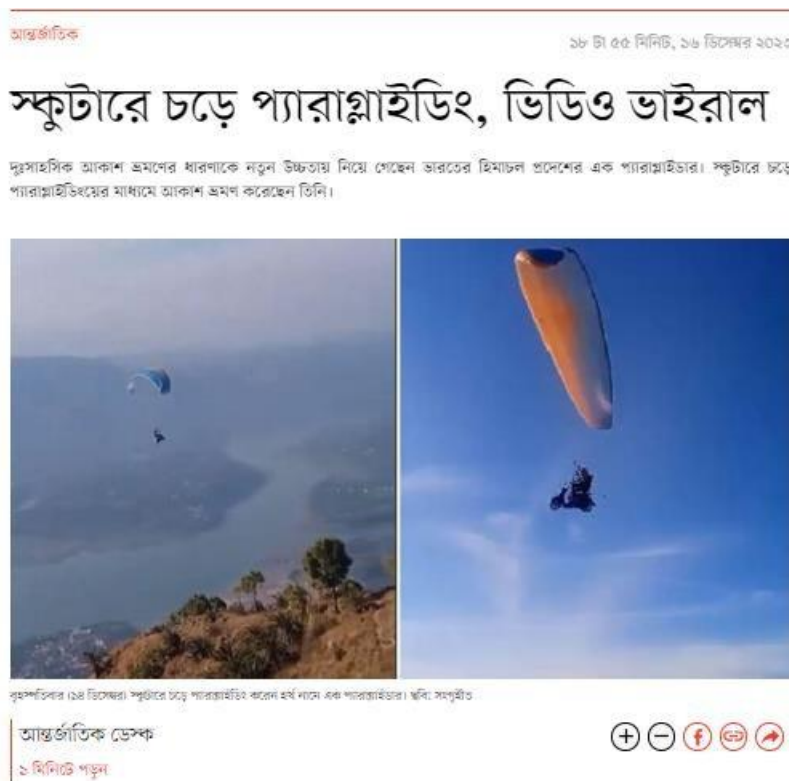 আন্তর্জাতিক
১৮ টা ৫৫ মিনিট, ১৬ ডিসেম্বর ২০২৩
স্কুটারে চড়ে প্যারাগ্লাইডিং, ভিডিও ভাইরাল
দুঃসাহসিক আকাশ ভ্রমণের ধারণাকে নতুন উচ্চতায় নিয়ে গেছেন ভারতের হিমাচল প্রদেশের এক প্যারাগ্লাইডার। স্কুটারে চড়ে
প্যারাগ্লাইডিংয়ের মাধ্যমে আকাশ ভ্রমণ করেছেন তিনি।
বৃহস্পতিবার (১৪ ডিসেম্বর) স্কুটারে চড়ে প্যারাগ্লাইডিং করেন হর্ষ নামে এক প্যারাগ্লাইডার। ছবি: সংগৃহীত
আন্তর্জাতিক ডেস্ক
১ মিনিটে পড়ুন